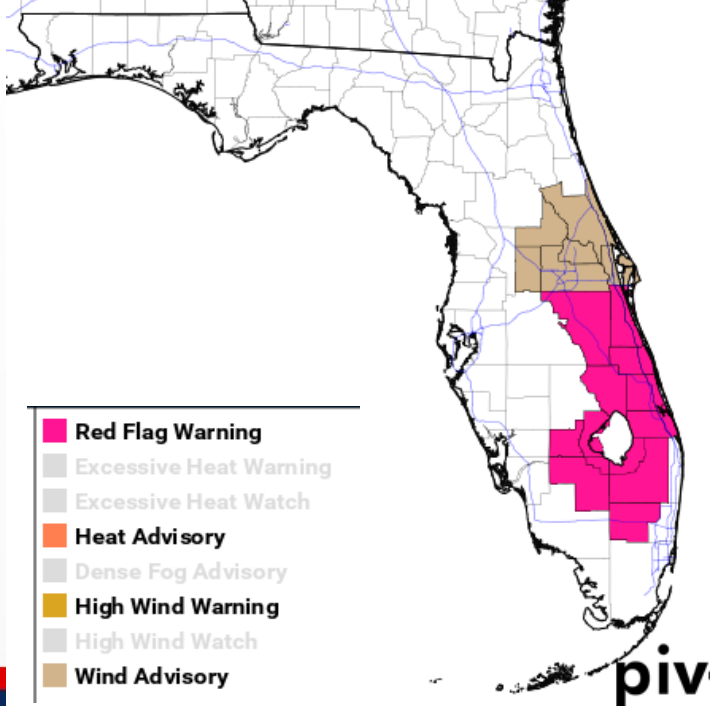 Red Flag Warning
Excessive Heat Warning
Excessive Heat Watch
Heat Advisory
Dense Fog Advisory
High Wind Warning
High Wind Watch
Wind Advisory
piv